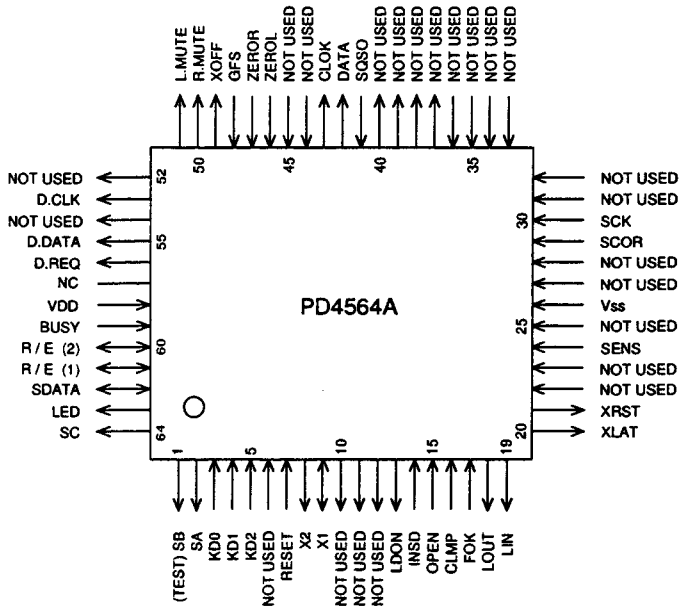 L.MUTE
R.MUTE
XOFF
GFS
ZEROR
ZEROL
NOT USED
NOT USED
CLOK
DATA
SQSO
NOT USED
NOT USED
NOT USED
NOT USED
NOT USED
NOT USED
NOT USED
NOT USED
50
45
40
35
52
55
60
64
NOT USED
D.CLK
NOT USED
D.DATA
D.REQ
NC
VDD
BUSY
R / E (2)
R / E (1)
SDATA
LED
SC
PD4564A
30
25
20
NOT USED
NOT USED
SCK
SCOR
NOT USED
NOT USED
Vss
NOT USED
SENS
NOT USED
NOT USED
XRST
XLAT
1
5
10
15
19
(TEST) SB
SA
KD0
KD1
KD2
NOT USED
RESET
X2
X1
NOT USED
NOT USED
NOT USED
LDON
INSD
OPEN
CLMP
FOK
LOUT
LIN